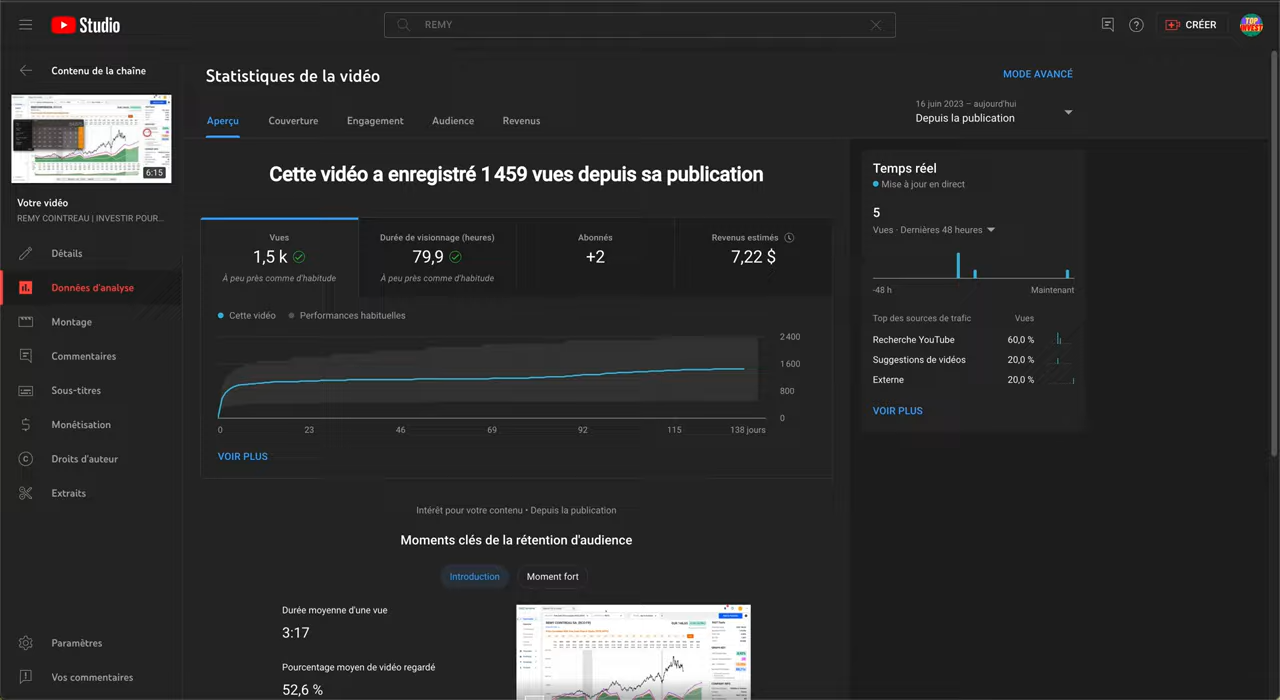 Studio
REMY
CRÉER
TOP
INVEST
Contenu de la chaîne
6:15
Votre vidéo
REMY COINTREAU | INVESTIR POUR...
Détails
Données d'analyse
Montage
Commentaires
Sous-titres
Monétisation
Droits d'auteur
Extraits
Paramètres
Vos commentaires
Statistiques de la vidéo
MODE AVANCÉ
Aperçu Couverture Engagement Audience Revenus
16 juin 2023 – aujourd'hui
Depuis la publication
Cette vidéo a enregistré 1 459 vues depuis sa publication
Vues
1,5 k
À peu près comme d'habitude
Durée de visionnage (heures)
79,9
À peu près comme d'habitude
Abonnés
+2
Revenus estimés
7,22 $
Cette vidéo Performances habituelles
2 400
1 600
800
0
0 23 46 69 92 115 138 jours
VOIR PLUS
Intérêt pour votre contenu • Depuis la publication
Moments clés de la rétention d'audience
Introduction Moment fort
Durée moyenne d'une vue
3:17
Pourcentage moyen de vidéo regardé
52,6 %
Temps réel
Mise à jour en direct
5
Vues · Dernières 48 heures
-48 h Maintenant
Top des sources de trafic Vues
Recherche YouTube 60,0 %
Suggestions de vidéos 20,0 %
Externe 20,0 %
VOIR PLUS